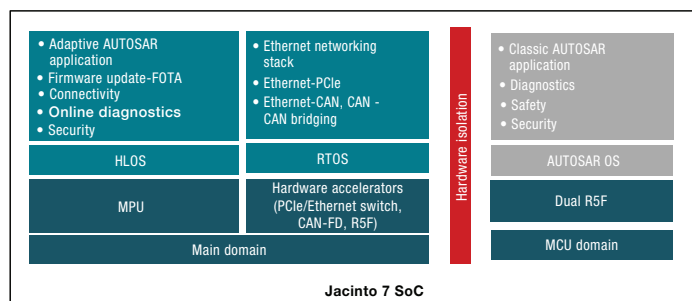 • Adaptive AUTOSAR
application
• Firmware update-FOTA
• Connectivity
• Online diagnostics
• Security
HLOS
MPU
• Ethernet networking
stack
• Ethernet-PCIe
• Ethernet-CAN, CAN -
CAN bridging
RTOS
Hardware accelerators
(PCIe/Ethernet switch,
CAN-FD, R5F)
Main domain
Hardware isolation
• Classic AUTOSAR
application
• Diagnostics
• Safety
• Security
AUTOSAR OS
Dual R5F
MCU domain
Jacinto 7 SoC